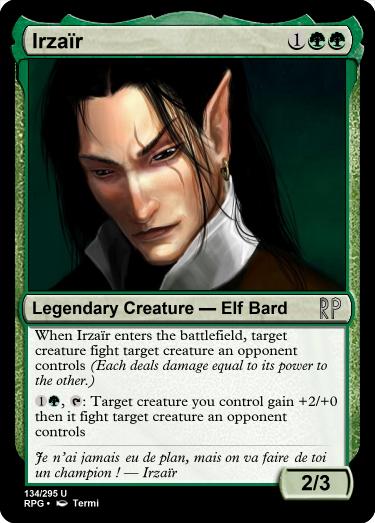 Irzaïr 1
Legendary Creature — Elf Bard RP
When Irzaïr enters the battlefield, target
creature fight target creature an opponent
controls (Each deals damage equal to its power to
the other.)
1, : Target creature you control gain +2/+0
then it fight target creature an opponent
controls
Je n'ai jamais eu de plan, mais on va faire de toi
un champion ! — Irzaïr
2/3
134/295 U
RPG • Termi